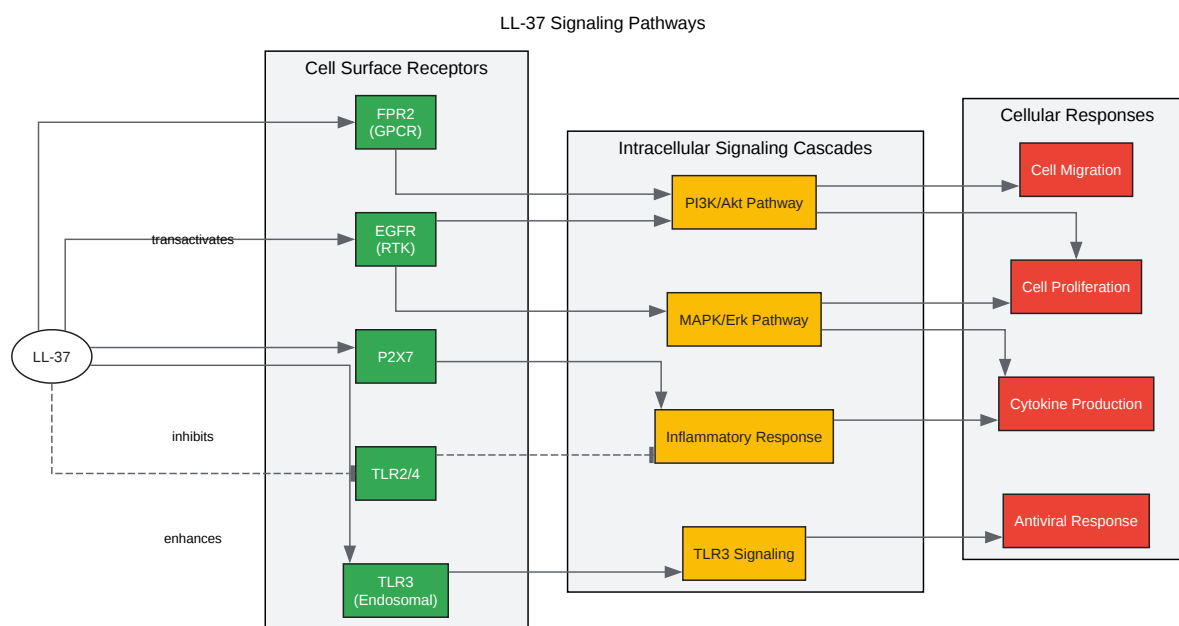 LL-37 Signaling Pathways
Cell Surface Receptors
FPR2
(GPCR)
EGFR
(RTK)
P2X7
TLR2/4
TLR3
(Endosomal)
LL-37
transactivates
inhibits
enhances
Intracellular Signaling Cascades
PI3K/Akt Pathway
MAPK/Erk Pathway
Inflammatory Response
TLR3 Signaling
Cellular Responses
Cell Migration
Cell Proliferation
Cytokine Production
Antiviral Response